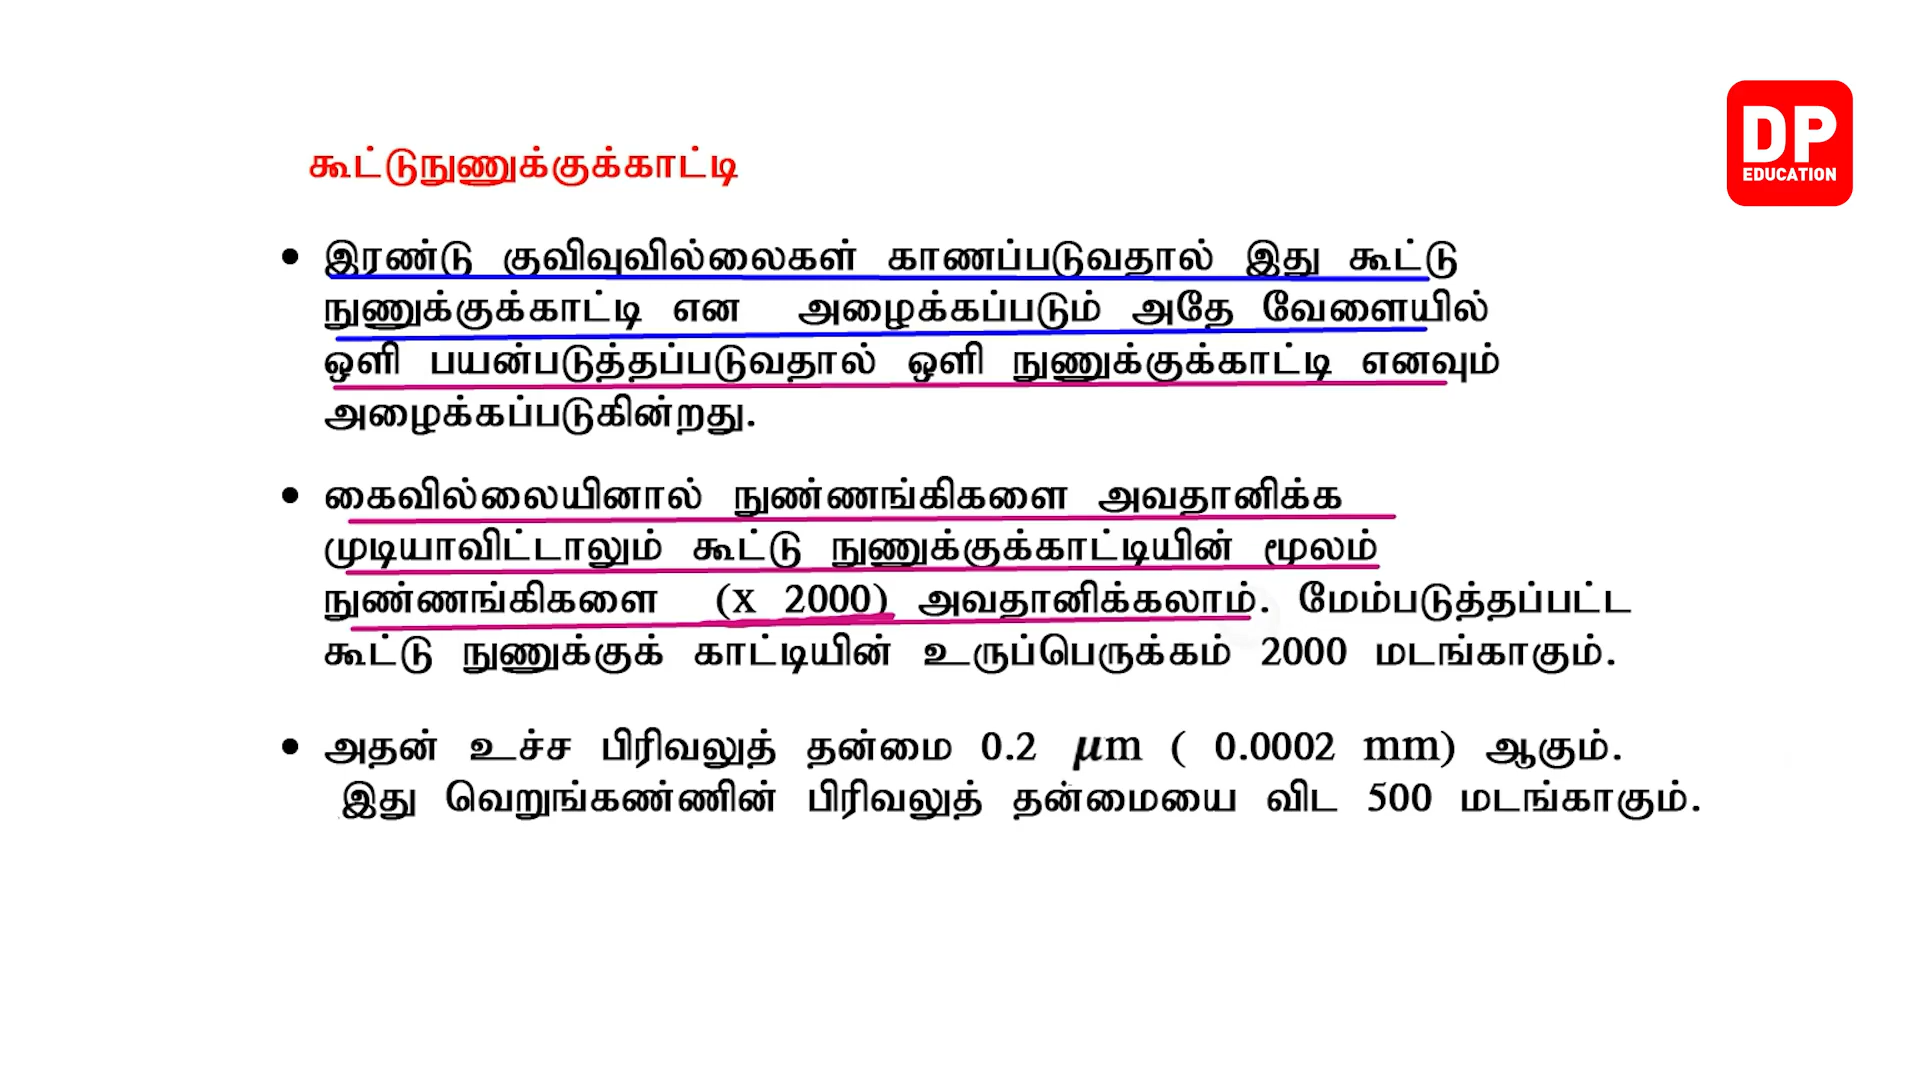 DP
EDUCATION
கூட்டுநுணுக்குக்காட்டி
• இரண்டு குவிவுவில்லைகள் காணப்படுவதால் இது கூட்டு
நுணுக்குக்காட்டி என அழைக்கப்படும் அதே வேளையில்
ஒளி பயன்படுத்தப்படுவதால் ஒளி நுணுக்குக்காட்டி எனவும்
அழைக்கப்படுகின்றது.
• கைவில்லையினால் நுண்ணங்கிகளை அவதானிக்க
முடியாவிட்டாலும் கூட்டு நுணுக்குக்காட்டியின் மூலம்
நுண்ணங்கிகளை (x 2000) அவதானிக்கலாம். மேம்படுத்தப்பட்ட
கூட்டு நுணுக்குக் காட்டியின் உருப்பெருக்கம் 2000 மடங்காகும்.
• அதன் உச்ச பிரிவலுத் தன்மை 0.2 μm ( 0.0002 mm) ஆகும்.
இது வெறுங்கண்ணின் பிரிவலுத் தன்மையை விட 500 மடங்காகும்.